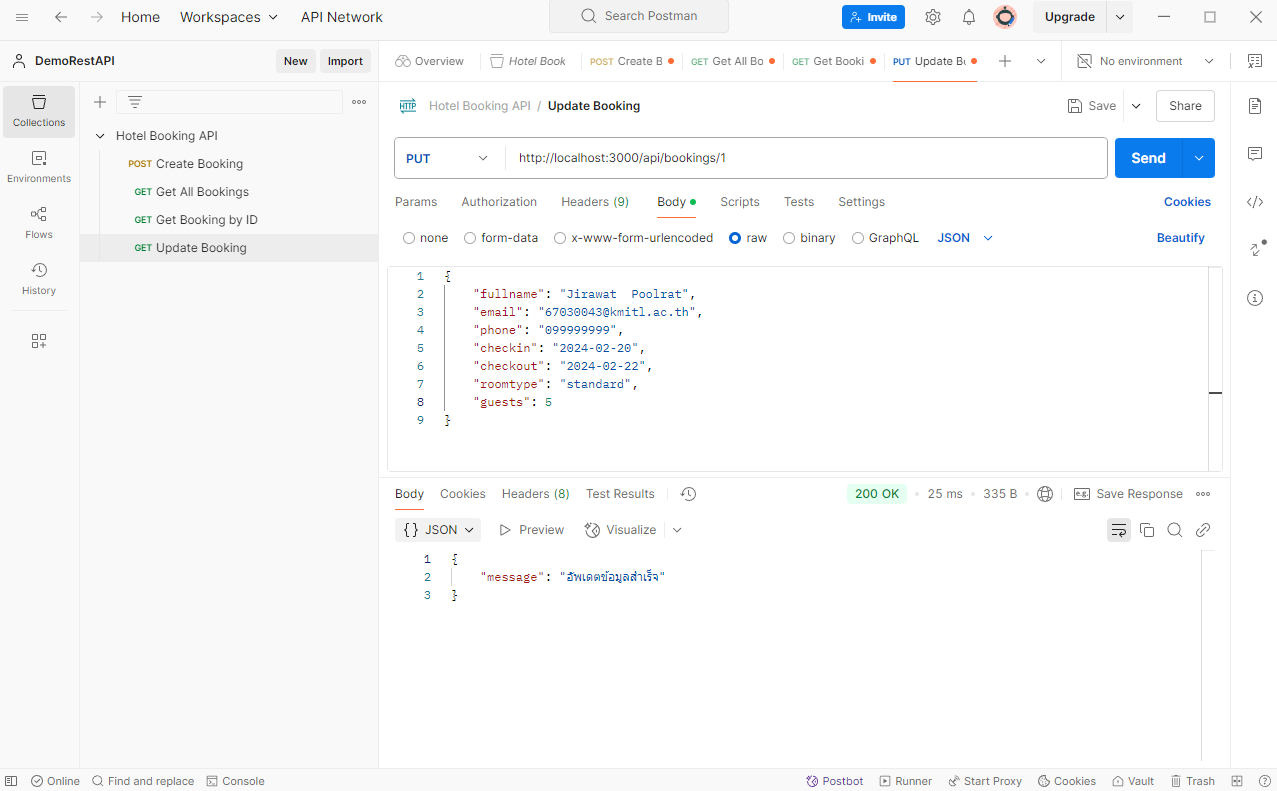 Home Workspaces API Network Search Postman Invite Upgrade
DemoRestAPI New Import Overview Hotel Book POST Create B GET All Bo GET Get Booki PUT Update Bo No environment
Collections
Environments
Flows
History
Hotel Booking API
POST Create Booking
GET Get All Bookings
GET Get Booking by ID
GET Update Booking
HTTP Hotel Booking API / Update Booking Save Share
PUT http://localhost:3000/api/bookings/1 Send
Params Authorization Headers (9) Body Scripts Tests Settings Cookies
none form-data x-www-form-urlencoded raw binary GraphQL JSON Beautify
1 {
2 "fullname": "Jirawat  Poolrat",
3 "email": "67030043@kmitl.ac.th",
4 "phone": "099999999",
5 "checkin": "2024-02-20",
6 "checkout": "2024-02-22",
7 "roomtype": "standard",
8 "guests": 5
9 }
Body Cookies Headers (8) Test Results 200 OK • 25 ms • 335 B • e.g. Save Response
{} JSON Preview Visualize
1 {
2 "message": "อัพเดตข้อมูลสำเร็จ"
3 }
Online Find and replace Console Postbot Runner Start Proxy Cookies Vault Trash